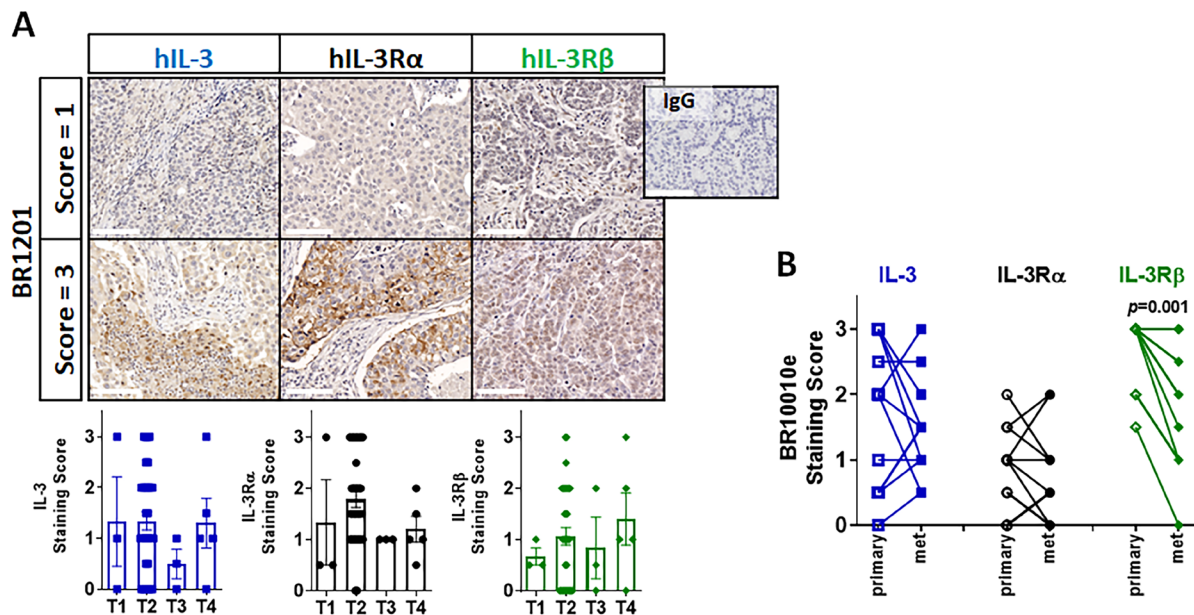 A
hIL-3 hIL-3Rα hIL-3Rβ
BR1201
Score = 1
IgG
Score = 3
IL-3
Staining Score
3
2
1
0
T1 T2 T3 T4
IL-3Rα
Staining Score
3
2
1
0
T1 T2 T3 T4
IL-3Rβ
Staining Score
3
2
1
0
T1 T2 T3 T4
B
IL-3 IL-3Rα IL-3Rβ
p=0.001
BR10010e
Staining Score
3
2
1
0
primary met primary met primary met